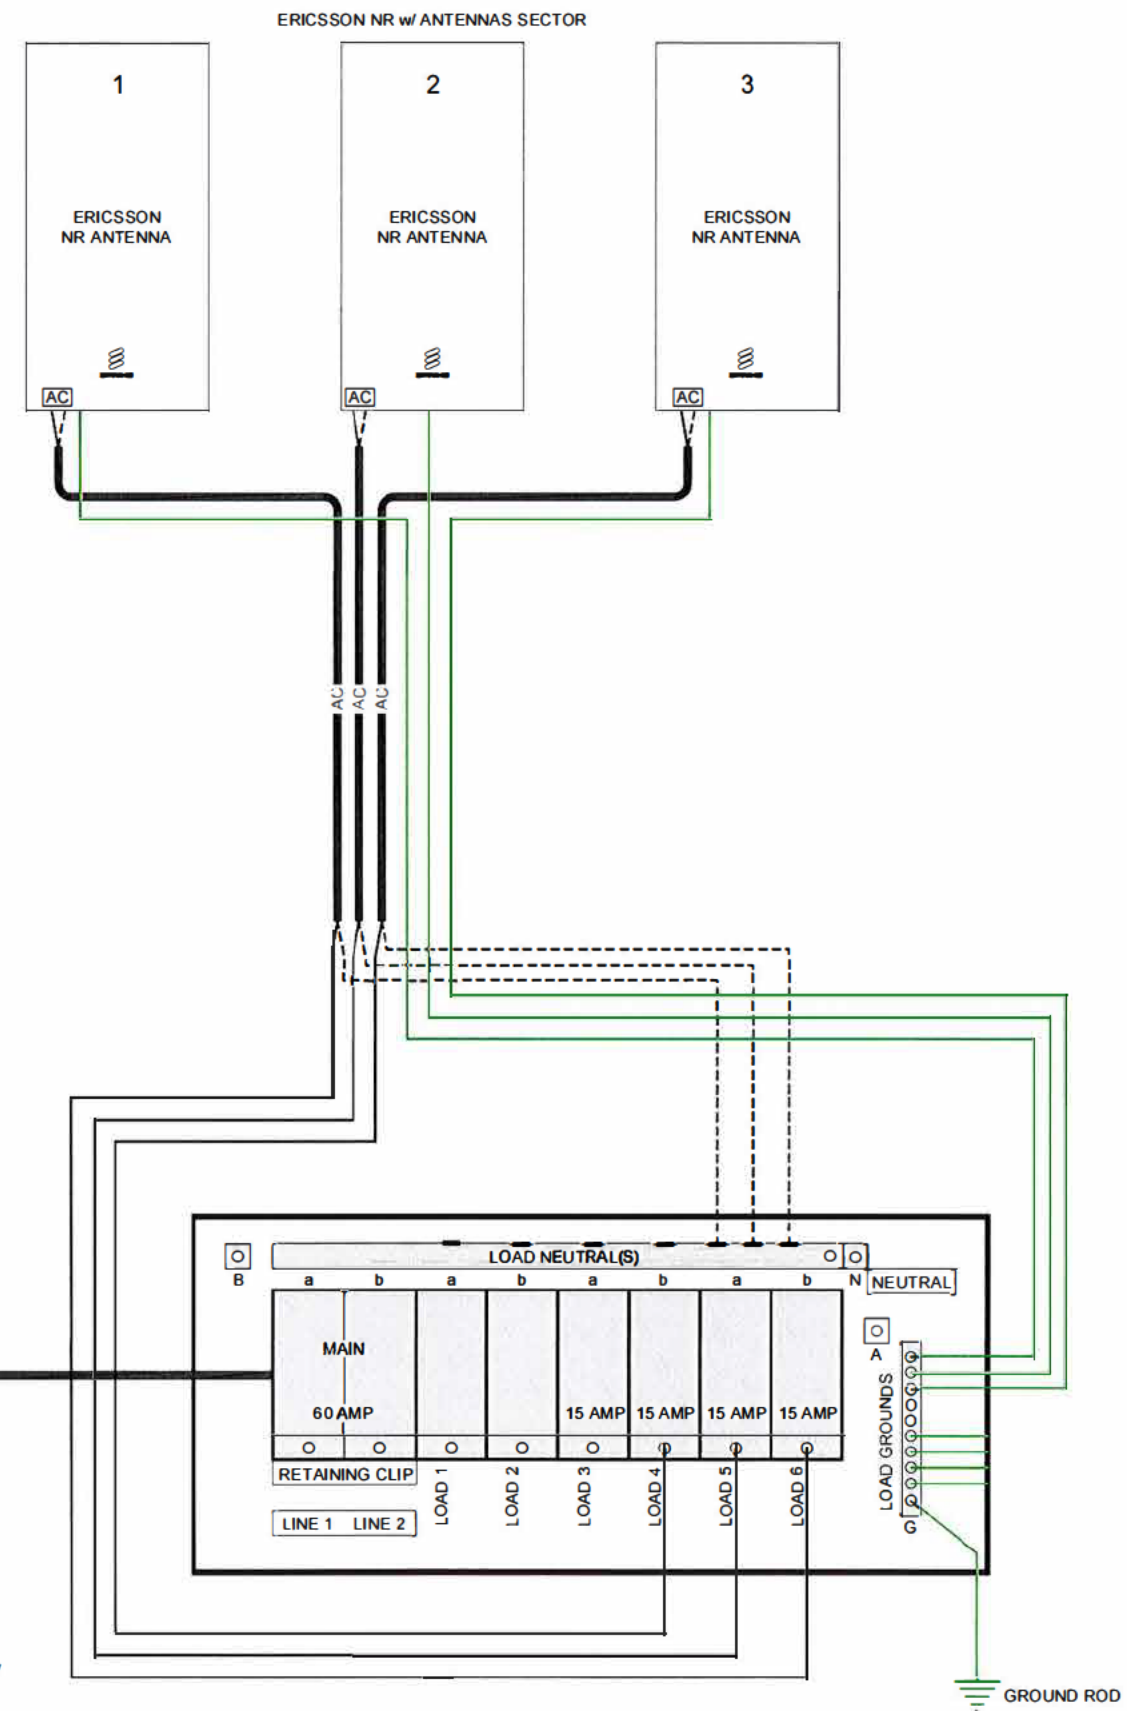 ERICSSON NR w/ ANTENNAS SECTOR
1
2
3
ERICSSON
NR ANTENNA
ERICSSON
NR ANTENNA
ERICSSON
NR ANTENNA
AC
AC
AC
AC
AC
AC
LOAD NEUTRAL(S)
B
a
b
a
b
a
b
a
b
N
NEUTRAL
MAIN
A
60 AMP
15 AMP
15 AMP
15 AMP
15 AMP
LOAD GROUNDS
RETAINING CLIP
LOAD 1
LOAD 2
LOAD 3
LOAD 4
LOAD 5
LOAD 6
LINE 1
LINE 2
G
GROUND ROD